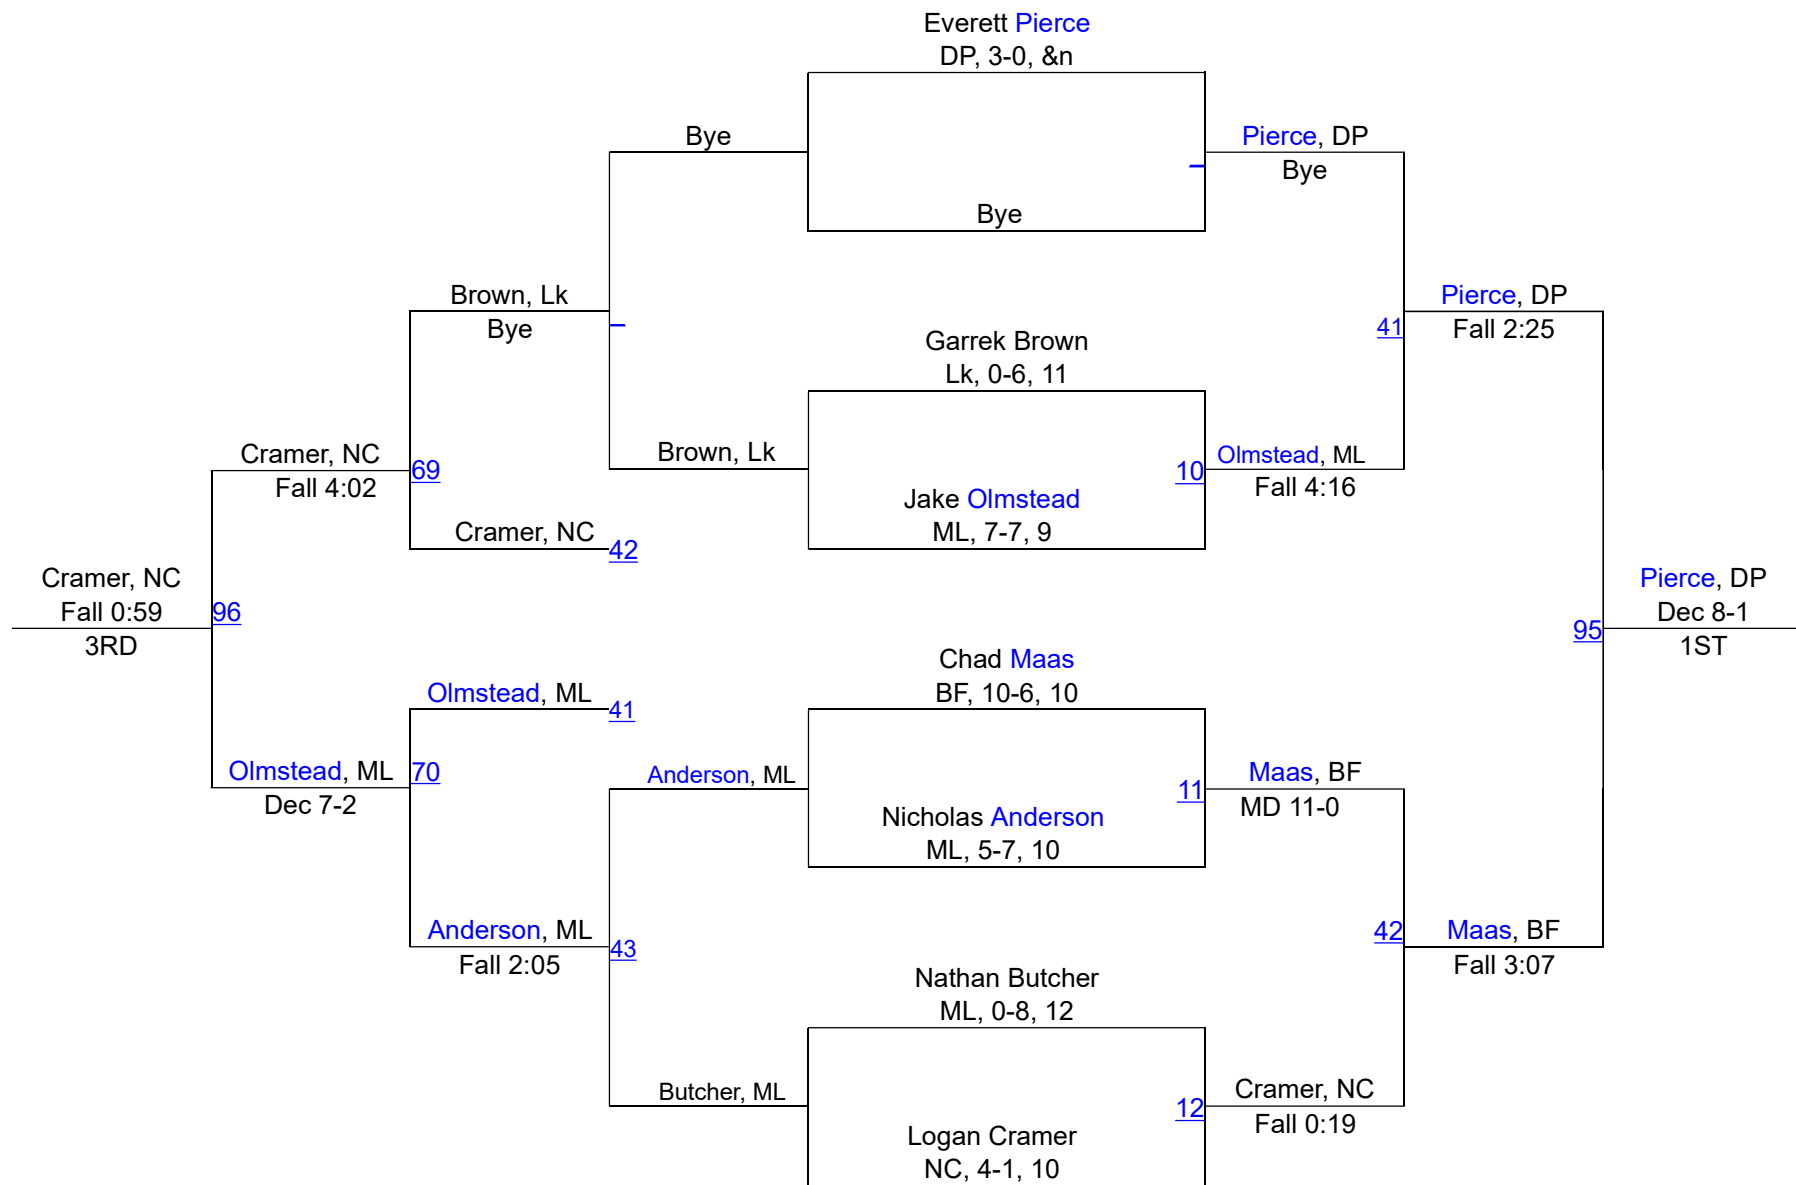 Everett Pierce
DP, 3-0, &n
Bye
Pierce, DP
Bye
Bye
Brown, Lk
Bye
Pierce, DP
Fall 2:25
41
Garrek Brown
Lk, 0-6, 11
Cramer, NC
Fall 4:02
69
Brown, Lk
10
Olmstead, ML
Fall 4:16
Jake Olmstead
ML, 7-7, 9
Cramer, NC
42
Cramer, NC
Fall 0:59
3RD
96
Pierce, DP
Dec 8-1
1ST
95
Chad Maas
BF, 10-6, 10
Olmstead, ML
41
Olmstead, ML
Dec 7-2
70
Anderson, ML
11
Maas, BF
MD 11-0
Nicholas Anderson
ML, 5-7, 10
Anderson, ML
Fall 2:05
43
42
Maas, BF
Fall 3:07
Nathan Butcher
ML, 0-8, 12
Butcher, ML
12
Cramer, NC
Fall 0:19
Logan Cramer
NC, 4-1, 10